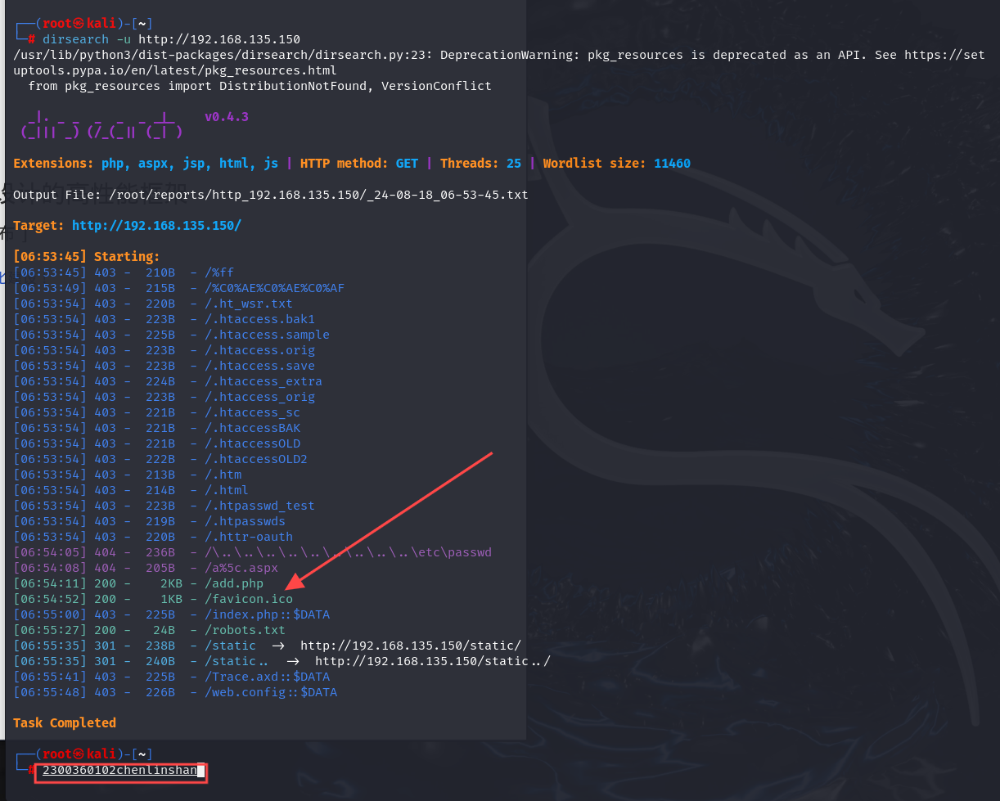 ┌──(root㉿kali)-[~]
└─# dirsearch -u http://192.168.135.150
/usr/lib/python3/dist-packages/dirsearch/dirsearch.py:23: DeprecationWarning: pkg_resources is deprecated as an API. See https://set
uptools.pypa.io/en/latest/pkg_resources.html
  from pkg_resources import DistributionNotFound, VersionConflict
  _|. _ _  _  _  _ _|_    v0.4.3
 (_||| _) (/_(_|| (_| )
Extensions: php, aspx, jsp, html, js | HTTP method: GET | Threads: 25 | Wordlist size: 11460
设计的高性能框架
Output File: /root/reports/http_192.168.135.150/_24-08-18_06-53-45.txt
Target: http://192.168.135.150/
布 ]
[06:53:45] Starting:
[06:53:45] 403 -  210B  - /%ff
[06:53:49] 403 -  215B  - /%C0%AE%C0%AE%C0%AF
[06:53:54] 403 -  220B  - /.ht_wsr.txt
[06:53:54] 403 -  223B  - /.htaccess.bak1
[06:53:54] 403 -  225B  - /.htaccess.sample
[06:53:54] 403 -  223B  - /.htaccess.orig
[06:53:54] 403 -  223B  - /.htaccess.save
[06:53:54] 403 -  224B  - /.htaccess_extra
[06:53:54] 403 -  223B  - /.htaccess_orig
[06:53:54] 403 -  221B  - /.htaccess_sc
[06:53:54] 403 -  221B  - /.htaccessBAK
[06:53:54] 403 -  221B  - /.htaccessOLD
[06:53:54] 403 -  222B  - /.htaccessOLD2
[06:53:54] 403 -  213B  - /.htm
[06:53:54] 403 -  214B  - /.html
[06:53:54] 403 -  223B  - /.htpasswd_test
[06:53:54] 403 -  219B  - /.htpasswds
[06:53:54] 403 -  220B  - /.httr-oauth
[06:54:05] 404 -  236B  - /\..\..\..\..\..\..\..\..\..\etc\passwd
[06:54:08] 404 -  205B  - /a%5c.aspx
[06:54:11] 200 -    2KB - /add.php
[06:54:52] 200 -    1KB - /favicon.ico
[06:55:00] 403 -  225B  - /index.php::$DATA
[06:55:27] 200 -   24B  - /robots.txt
[06:55:35] 301 -  238B  - /static  ->  http://192.168.135.150/static/
[06:55:35] 301 -  240B  - /static..  ->  http://192.168.135.150/static../
[06:55:41] 403 -  225B  - /Trace.axd::$DATA
[06:55:48] 403 -  226B  - /web.config::$DATA
Task Completed
┌──(root㉿kali)-[~]
└─# 2300360102chenlinshan